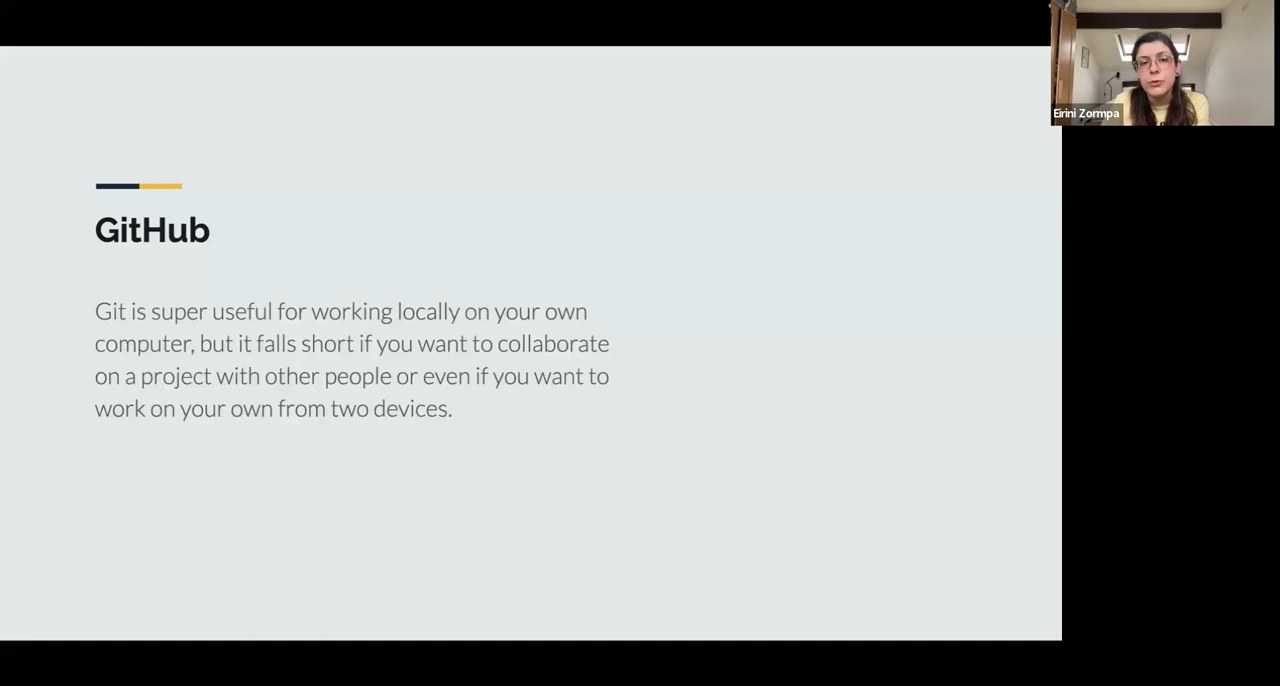 GitHub
Git is super useful for working locally on your own
computer, but it falls short if you want to collaborate
on a project with other people or even if you want to
work on your own from two devices.
Eirini Zormpa